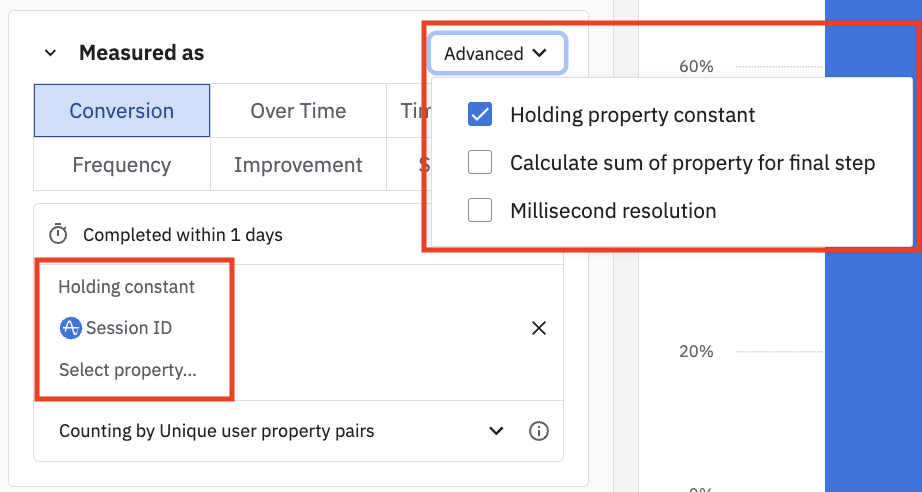 Measured as
Advanced
Conversion
Over Time
Frequency
Improvement
Holding property constant
Calculate sum of property for final step
Millisecond resolution
Completed within 1 days
Holding constant
Session ID
Select property...
Counting by Unique user property pairs
60%
20%